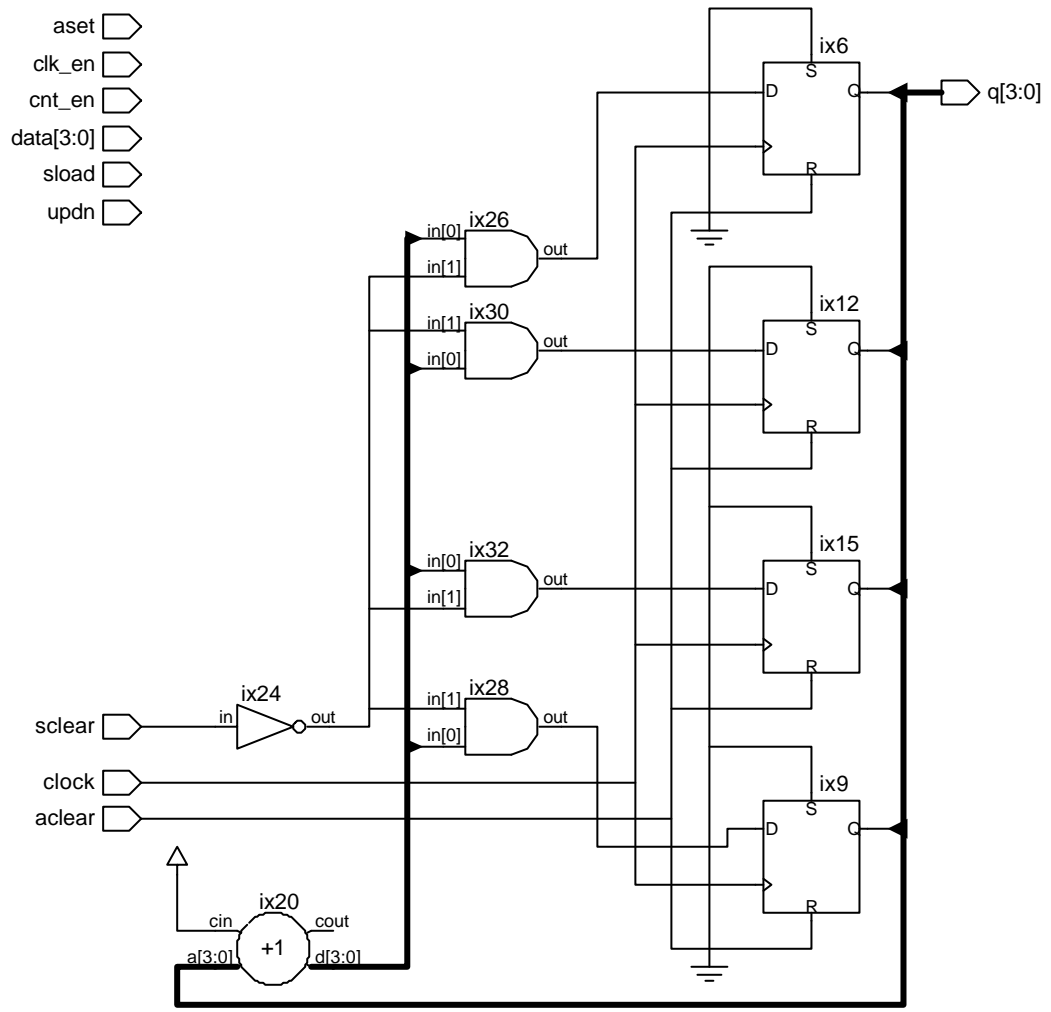 aset
clk_en
cnt_en
data[3:0]
sload
updn
ix6
S
D
Q
R
q[3:0]
ix26
in[0]
in[1]
out
ix12
S
D
Q
R
ix30
in[1]
in[0]
out
ix15
S
D
Q
R
ix32
in[0]
in[1]
out
ix28
in[1]
in[0]
out
ix24
in
out
sclear
clock
aclear
ix9
S
D
Q
R
ix20
cin
cout
+1
a[3:0]
d[3:0]